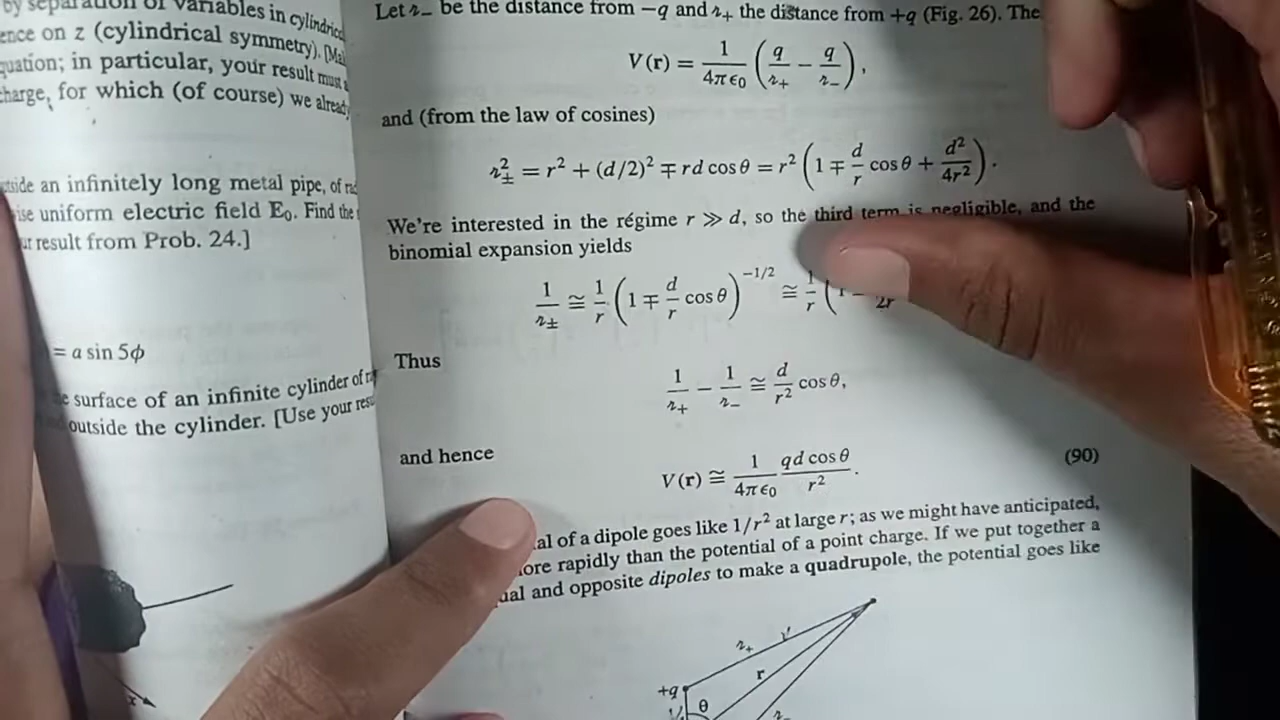 by separation of variables in cylindrical
ence on z (cylindrical symmetry). [Mak
quation; in particular, your result must a
charge, for which (of course) we already
tside an infinitely long metal pipe, of rad
ise uniform electric field E₀. Find the
ur result from Prob. 24.]
= a sin 5ϕ
e surface of an infinite cylinder of
outside the cylinder. [Use your resu
Let 𝓇₋ be the distance from −q and 𝓇₊ the distance from +q (Fig. 26). The
V(r) = 1/(4πϵ₀) (q/𝓇₊ − q/𝓇₋),
and (from the law of cosines)
𝓇²± = r² + (d/2)² ∓ rd cos θ = r² (1 ∓ d/r cos θ + d²/4r²).
We're interested in the régime r ≫ d, so the third term is negligible, and the
binomial expansion yields
1/𝓇± ≅ 1/r (1 ∓ d/r cos θ)^−1/2 ≅ 1/r (1
Thus
1/𝓇₊ − 1/𝓇₋ ≅ d/r² cos θ,
and hence
V(r) ≅ 1/(4πϵ₀) qd cos θ/r². (90)
al of a dipole goes like 1/r² at large r; as we might have anticipated,
ore rapidly than the potential of a point charge. If we put together a
ual and opposite dipoles to make a quadrupole, the potential goes like
𝓇₊
r
+q
θ
𝓇₋
x